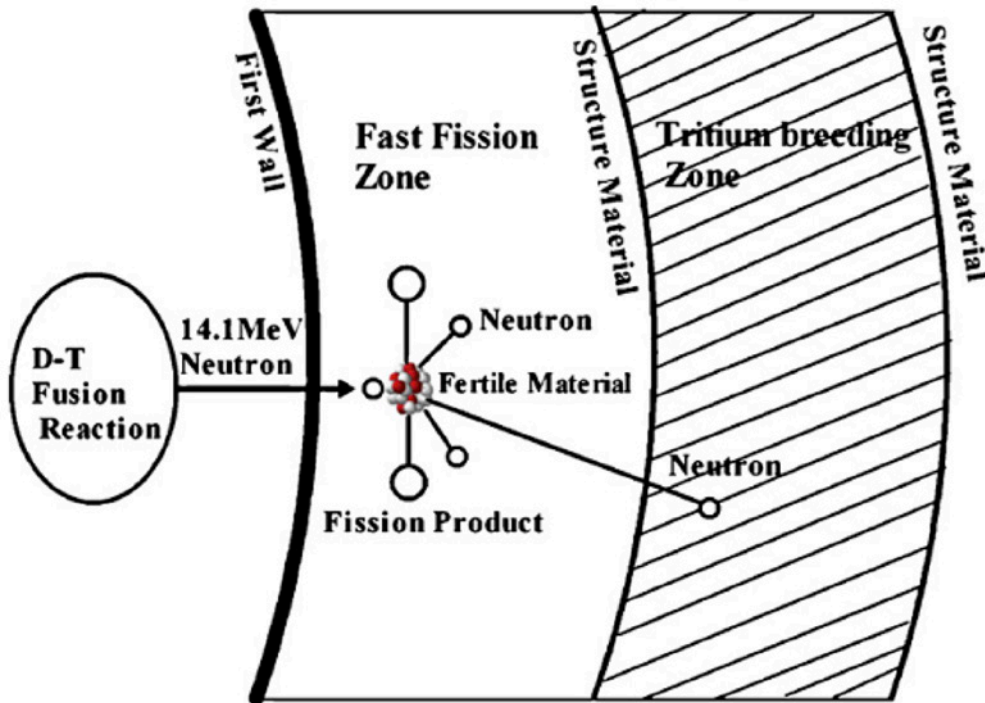 First Wall
Fast Fission
Zone
Structure Material
Tritium breeding
Zone
Structure Material
D-T
Fusion
Reaction
14.1MeV
Neutron
Neutron
Fertile Material
Neutron
Fission Product